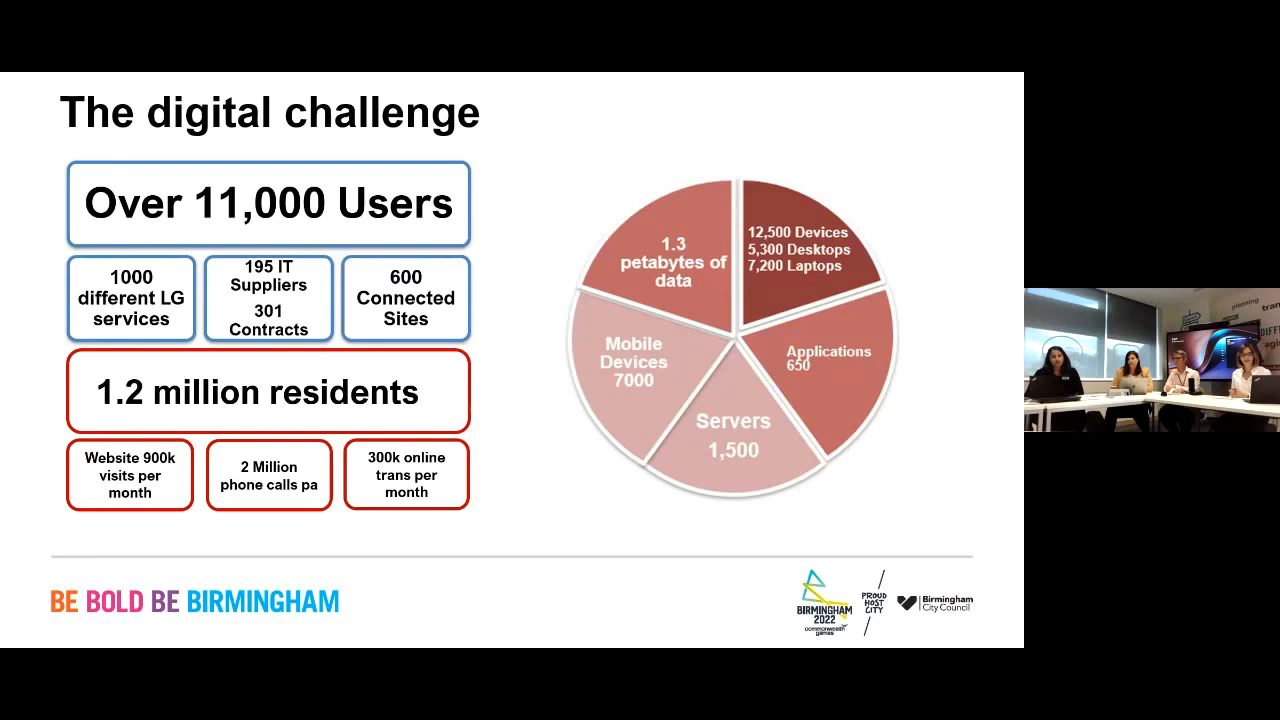 The digital challenge
Over 11,000 Users
1000
different LG
services
195 IT
Suppliers
301
Contracts
600
Connected
Sites
1.2 million residents
Website 900k
visits per
month
2 Million
phone calls pa
300k online
trans per
month
1.3
petabytes of
data
12,500 Devices
5,300 Desktops
7,200 Laptops
Mobile
Devices
7000
Applications
650
Servers
1,500
BE BOLD BE BIRMINGHAM
BIRMINGHAM
2022
commonwealth
games
PROUD
HOST
CITY
Birmingham
City Council
planning